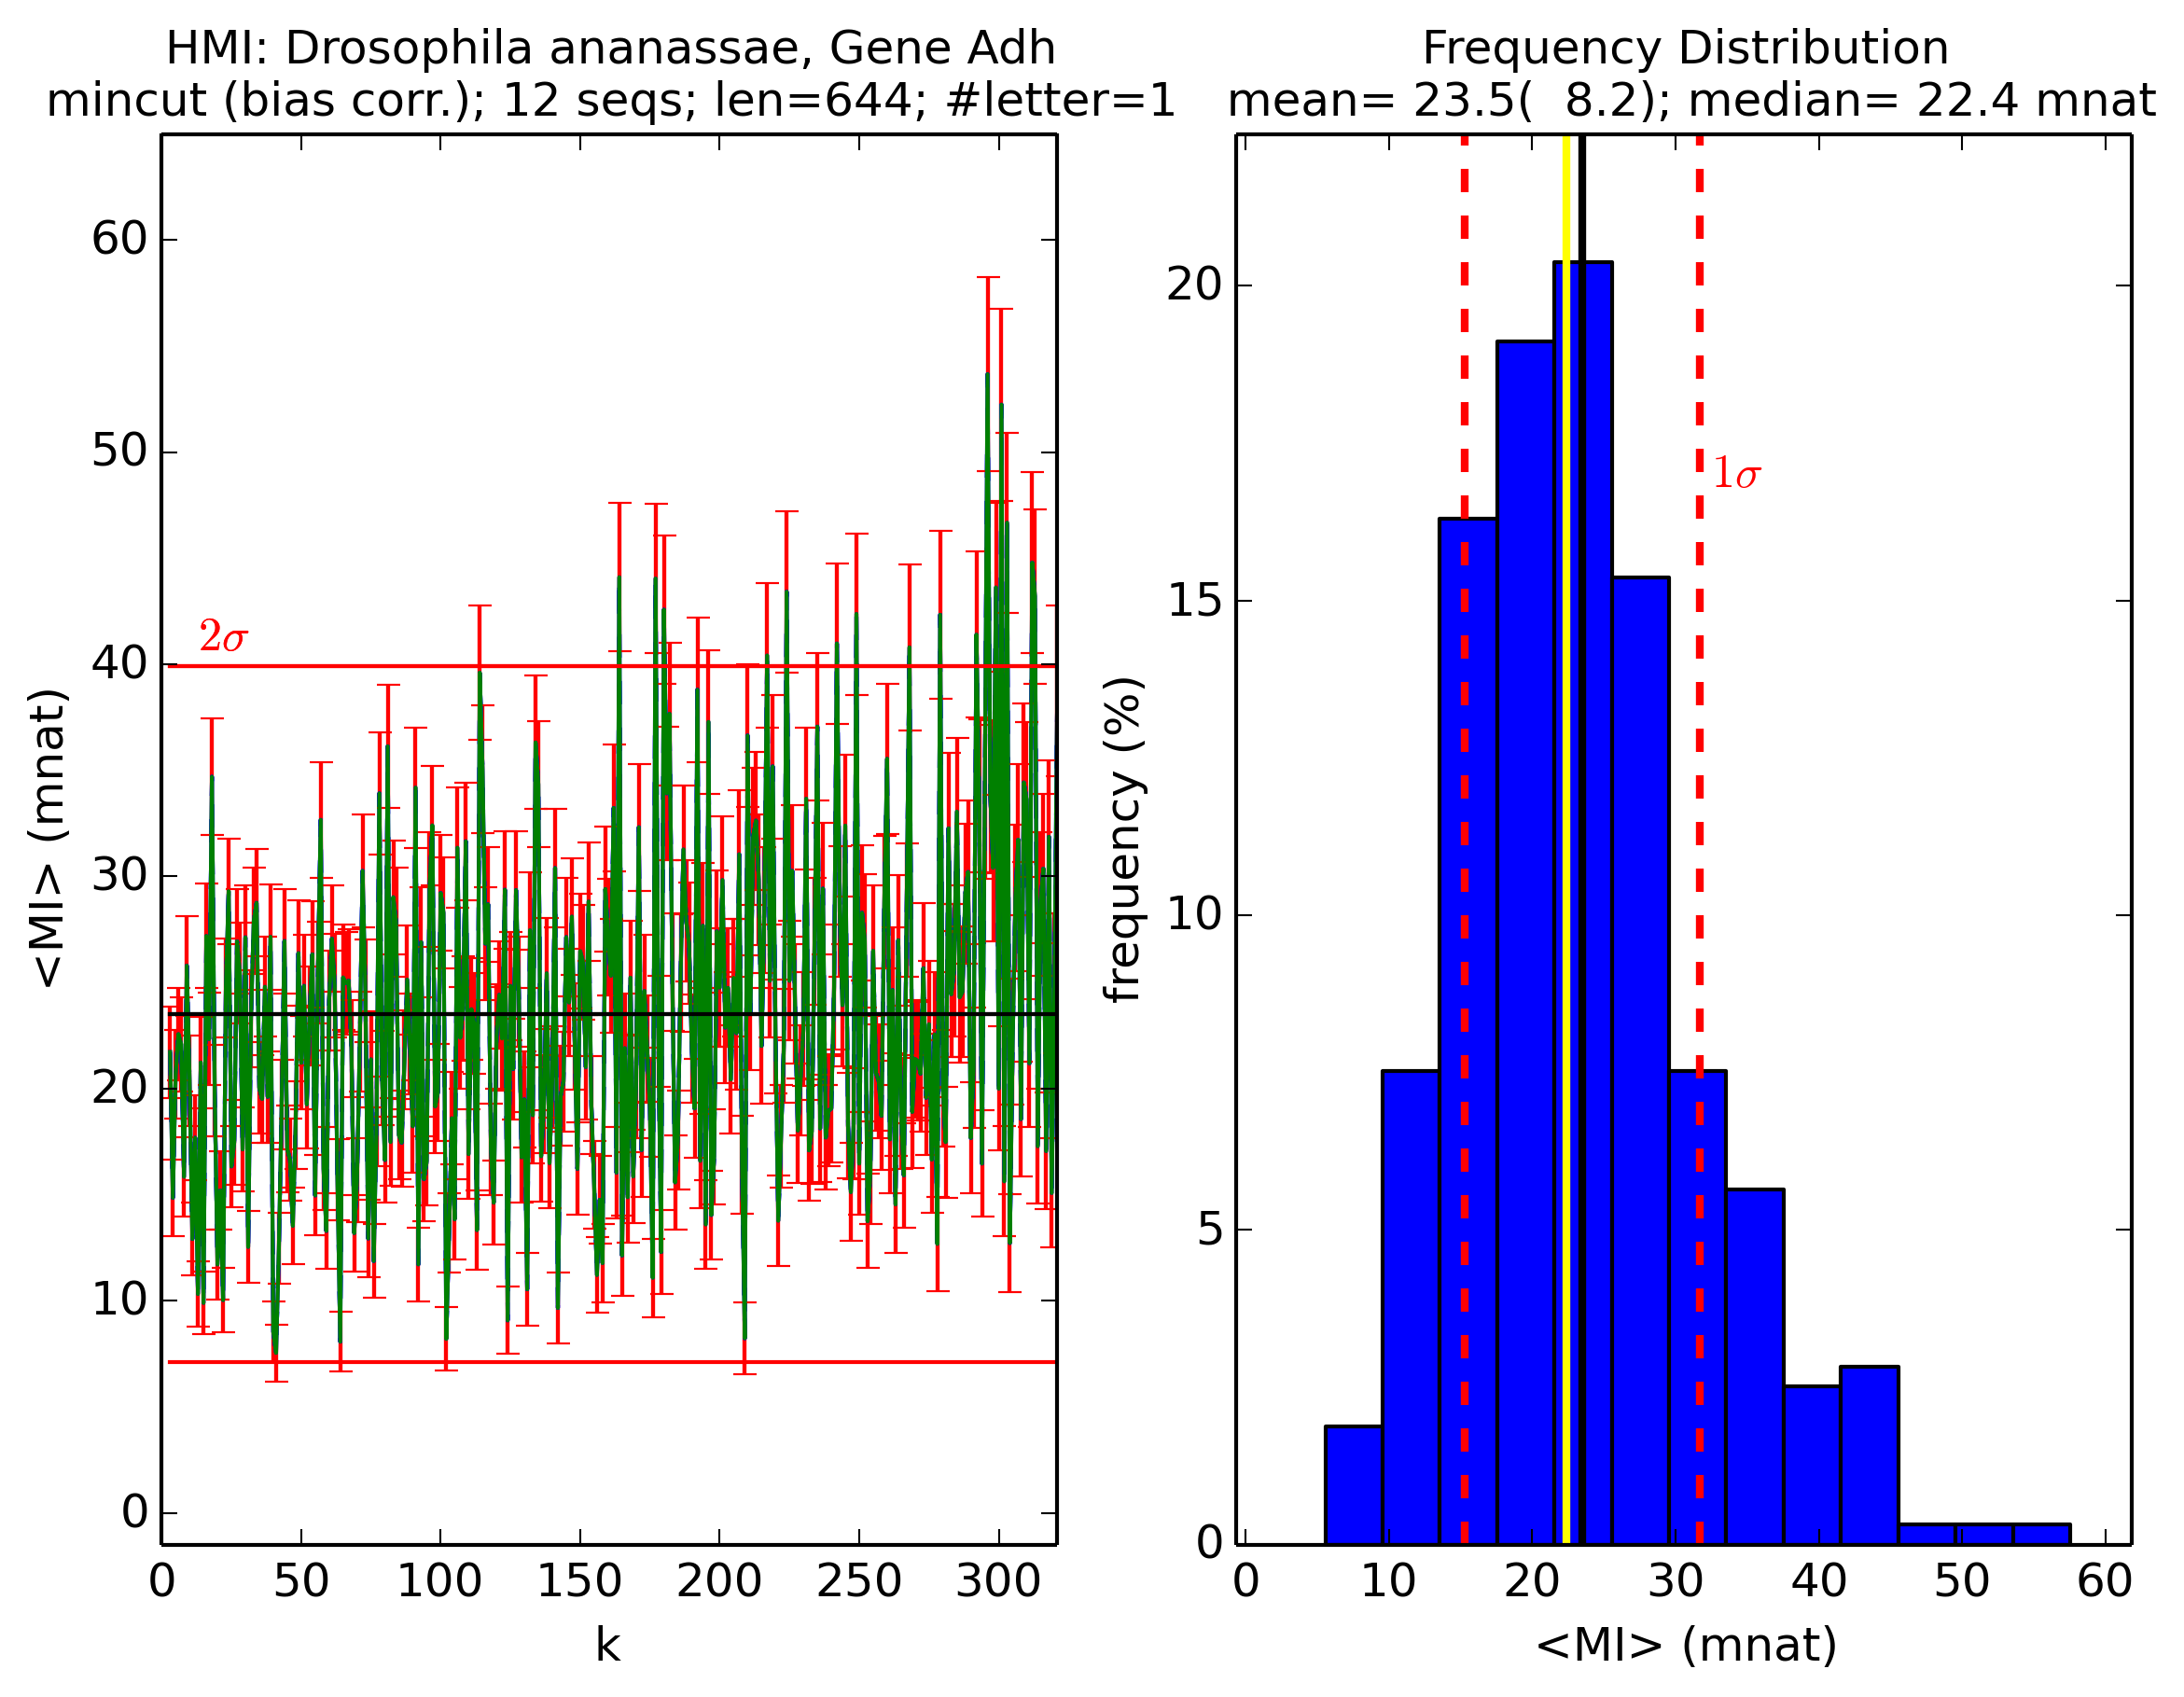 HMI: Drosophila ananassae, Gene Adh
mincut (bias corr.); 12 seqs; len=644; #letter=1
60
50
40
30
20
10
0
<MI> (mnat)
2σ
0 50 100 150 200 250 300
k
Frequency Distribution
mean= 23.5(  8.2); median= 22.4 mnat
20
15
10
5
0
frequency (%)
1σ
0 10 20 30 40 50 60
<MI> (mnat)